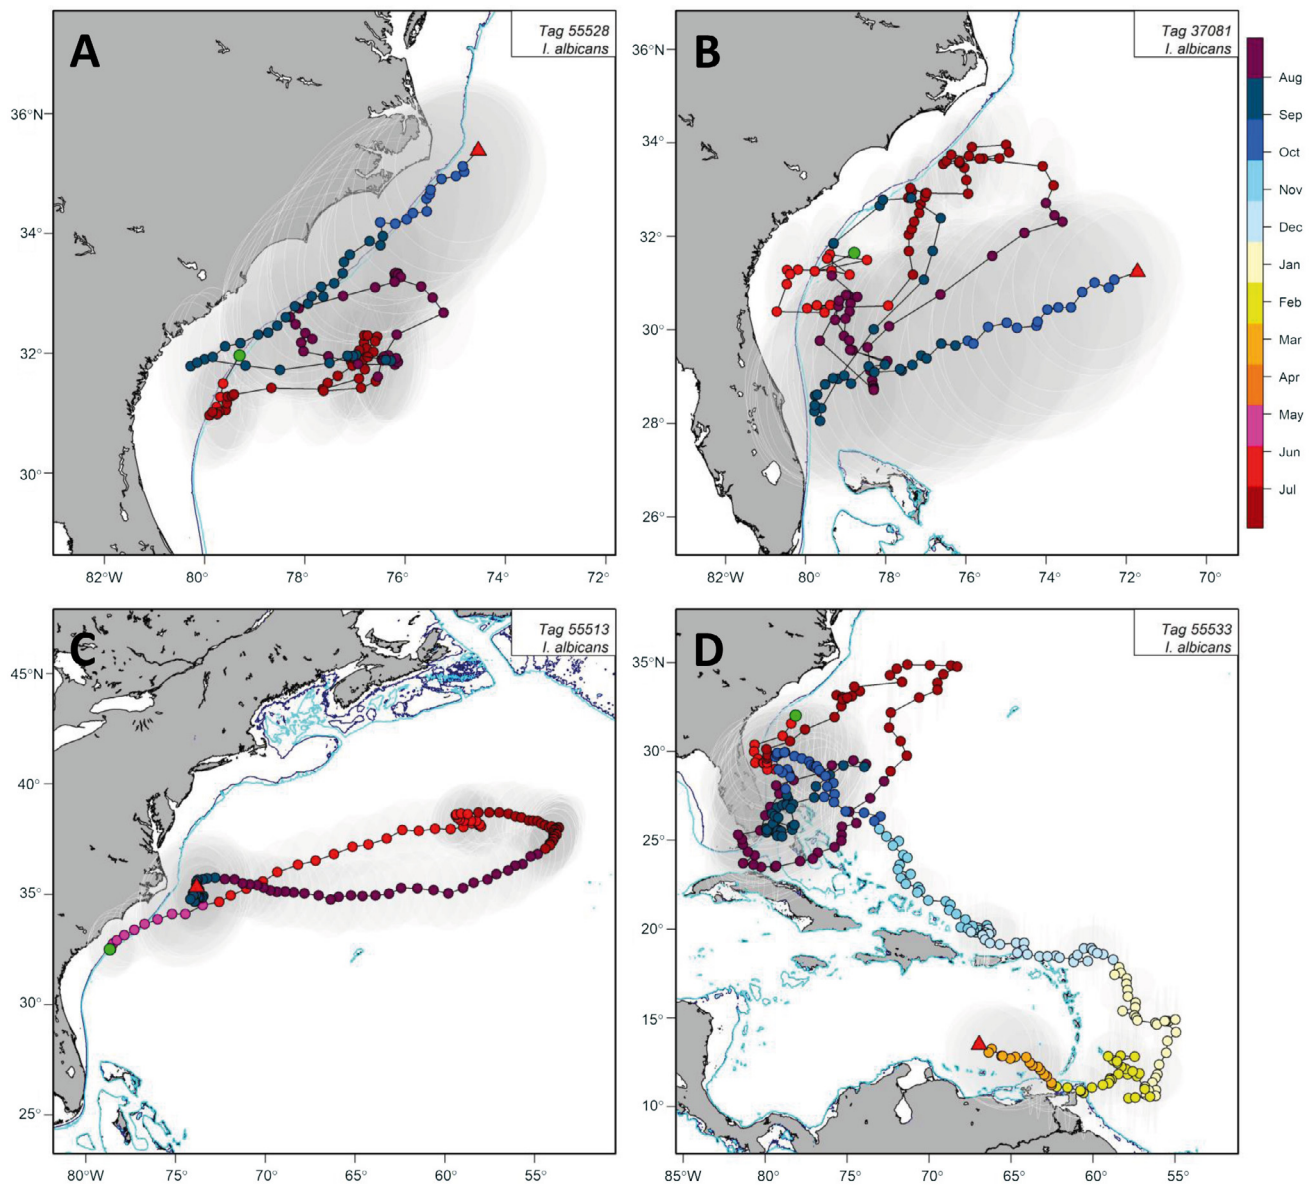 A
Tag 55528
I. albicans
36°N
34°
32°
30°
82°W 80° 78° 76° 74° 72°
B
Tag 37081
I. albicans
36°N
34°
32°
30°
28°
26°
82°W 80° 78° 76° 74° 72° 70°
Aug
Sep
Oct
Nov
Dec
Jan
Feb
Mar
Apr
May
Jun
Jul
C
Tag 55513
I. albicans
45°N
40°
35°
30°
25°
80°W 75° 70° 65° 60° 55°
D
Tag 55533
I. albicans
35°N
30°
25°
20°
15°
10°
85°W 80° 75° 70° 65° 60° 55°